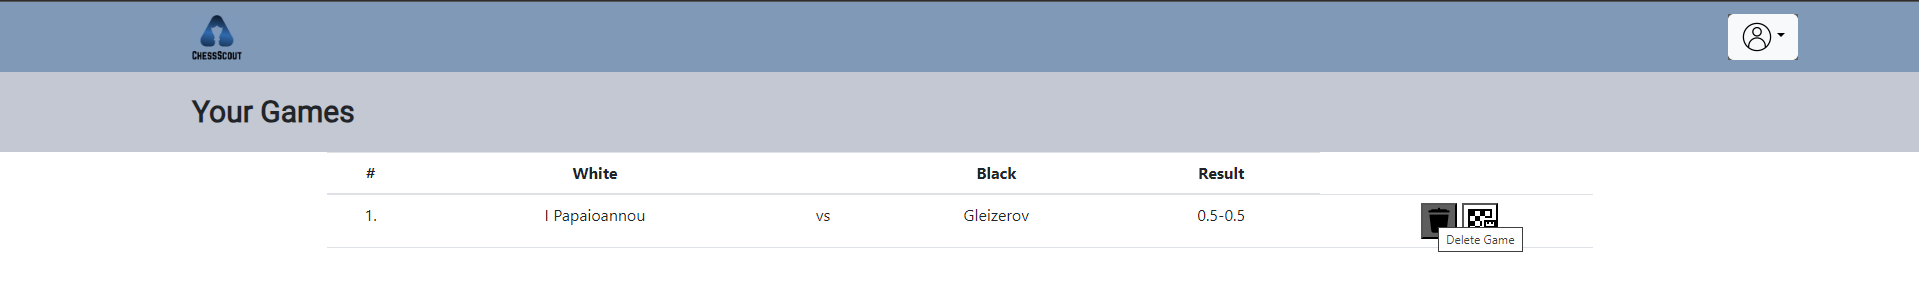 ChessScout
Your Games
# White Black Result
1. I Papaioannou vs Gleizerov 0.5-0.5
Delete Game